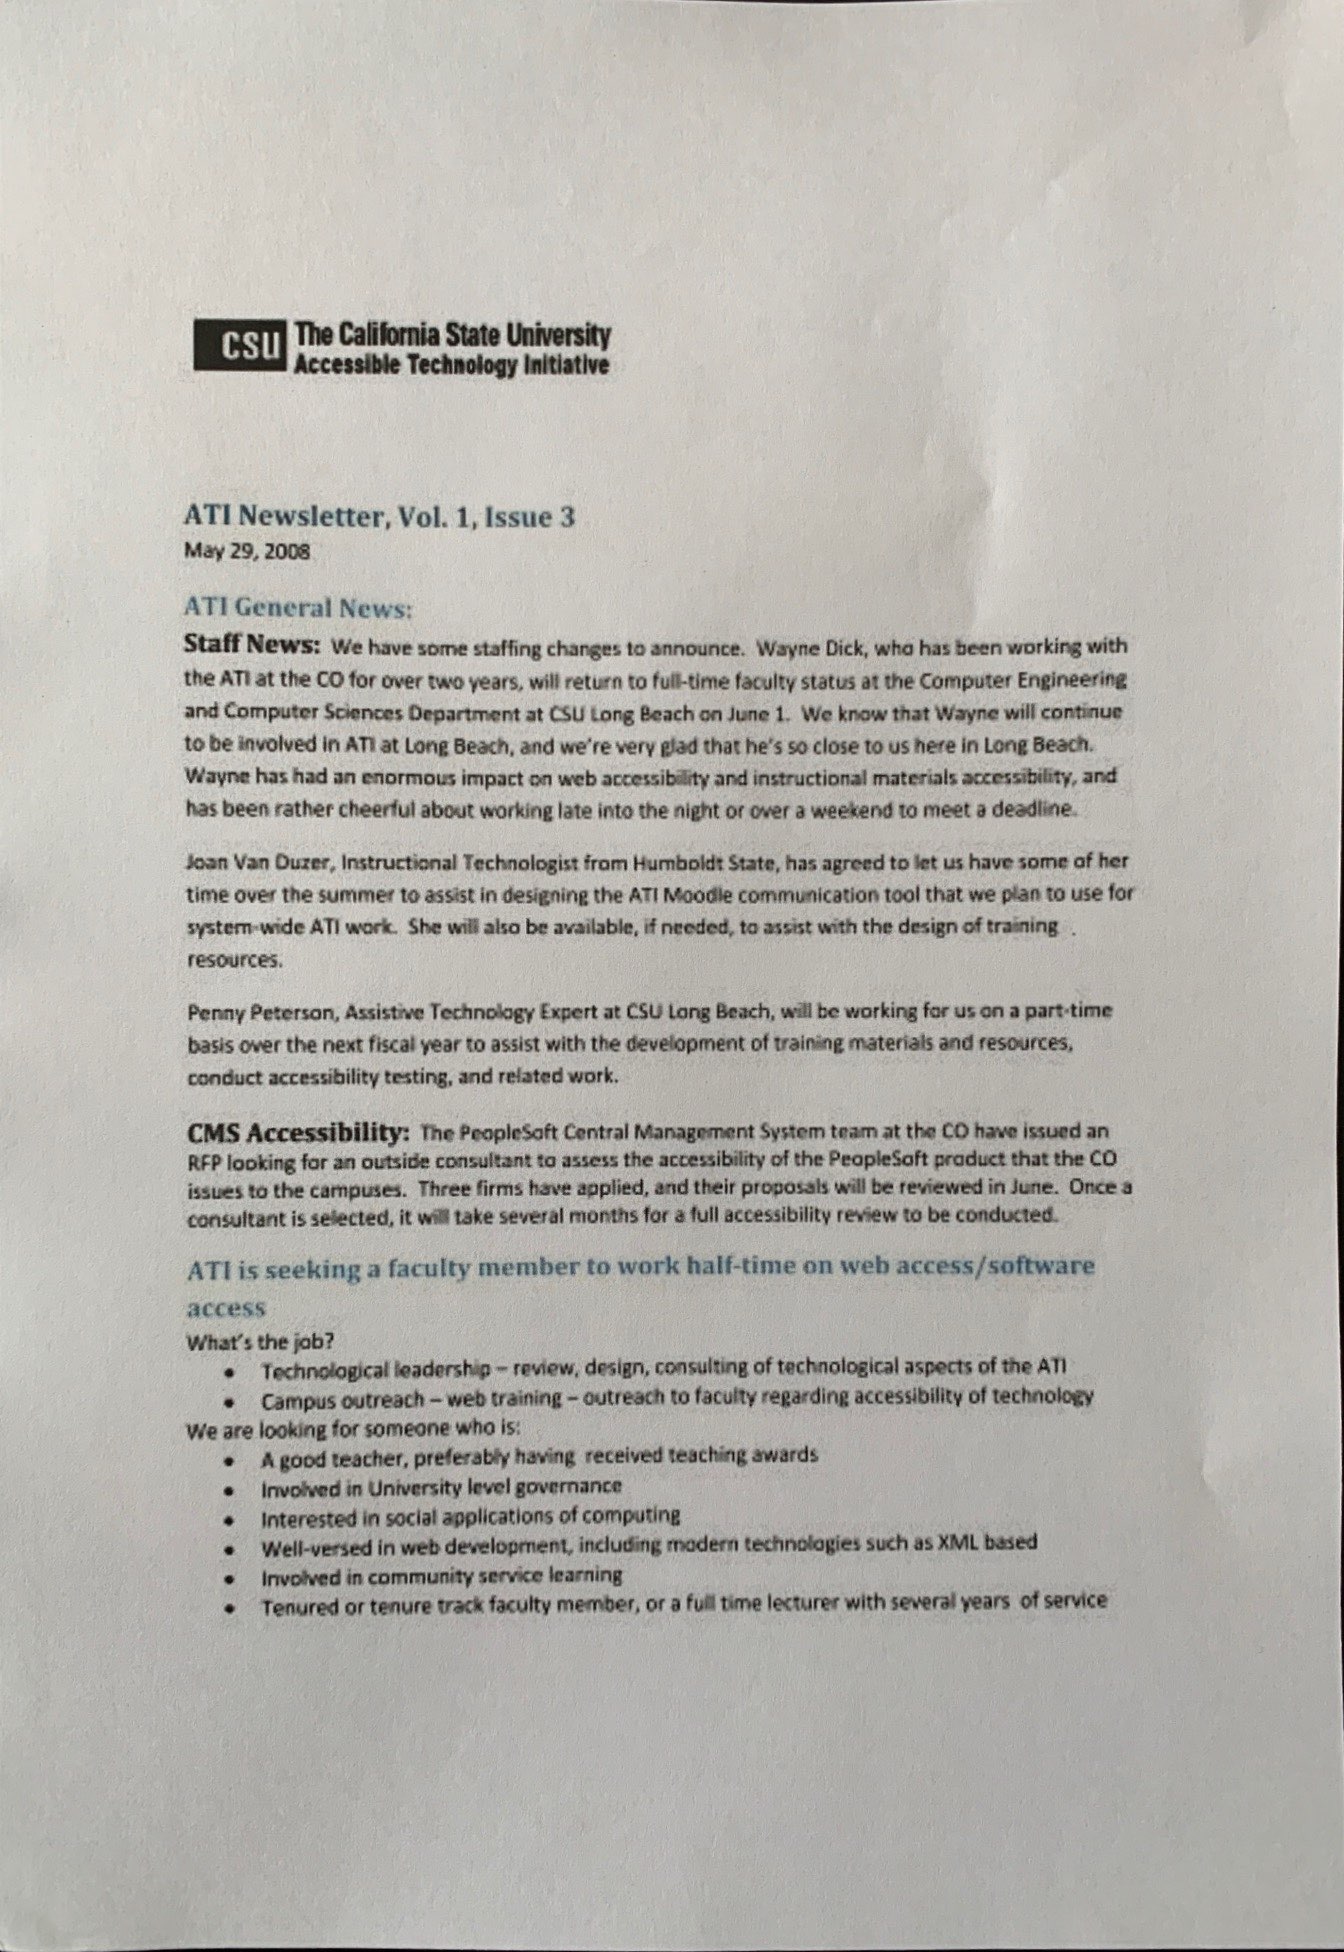 CSU The California State University
Accessible Technology Initiative
ATI Newsletter, Vol. 1, Issue 3
May 29, 2008
ATI General News:
Staff News: We have some staffing changes to announce. Wayne Dick, who has been working with
the ATI at the CO for over two years, will return to full-time faculty status at the Computer Engineering
and Computer Sciences Department at CSU Long Beach on June 1. We know that Wayne will continue
to be involved in ATI at Long Beach, and we're very glad that he's so close to us here in Long Beach.
Wayne has had an enormous impact on web accessibility and instructional materials accessibility, and
has been rather cheerful about working late into the night or over a weekend to meet a deadline.
Joan Van Duzer, Instructional Technologist from Humboldt State, has agreed to let us have some of her
time over the summer to assist in designing the ATI Moodle communication tool that we plan to use for
system-wide ATI work. She will also be available, if needed, to assist with the design of training
resources.
Penny Peterson, Assistive Technology Expert at CSU Long Beach, will be working for us on a part-time
basis over the next fiscal year to assist with the development of training materials and resources,
conduct accessibility testing, and related work.
CMS Accessibility: The PeopleSoft Central Management System team at the CO have issued an
RFP looking for an outside consultant to assess the accessibility of the PeopleSoft product that the CO
issues to the campuses. Three firms have applied, and their proposals will be reviewed in June. Once a
consultant is selected, it will take several months for a full accessibility review to be conducted.
ATI is seeking a faculty member to work half-time on web access/software
access
What's the job?
• Technological leadership – review, design, consulting of technological aspects of the ATI
• Campus outreach – web training – outreach to faculty regarding accessibility of technology
We are looking for someone who is:
• A good teacher, preferably having received teaching awards
• Involved in University level governance
• Interested in social applications of computing
• Well-versed in web development, including modern technologies such as XML based
• Involved in community service learning
• Tenured or tenure track faculty member, or a full time lecturer with several years of service